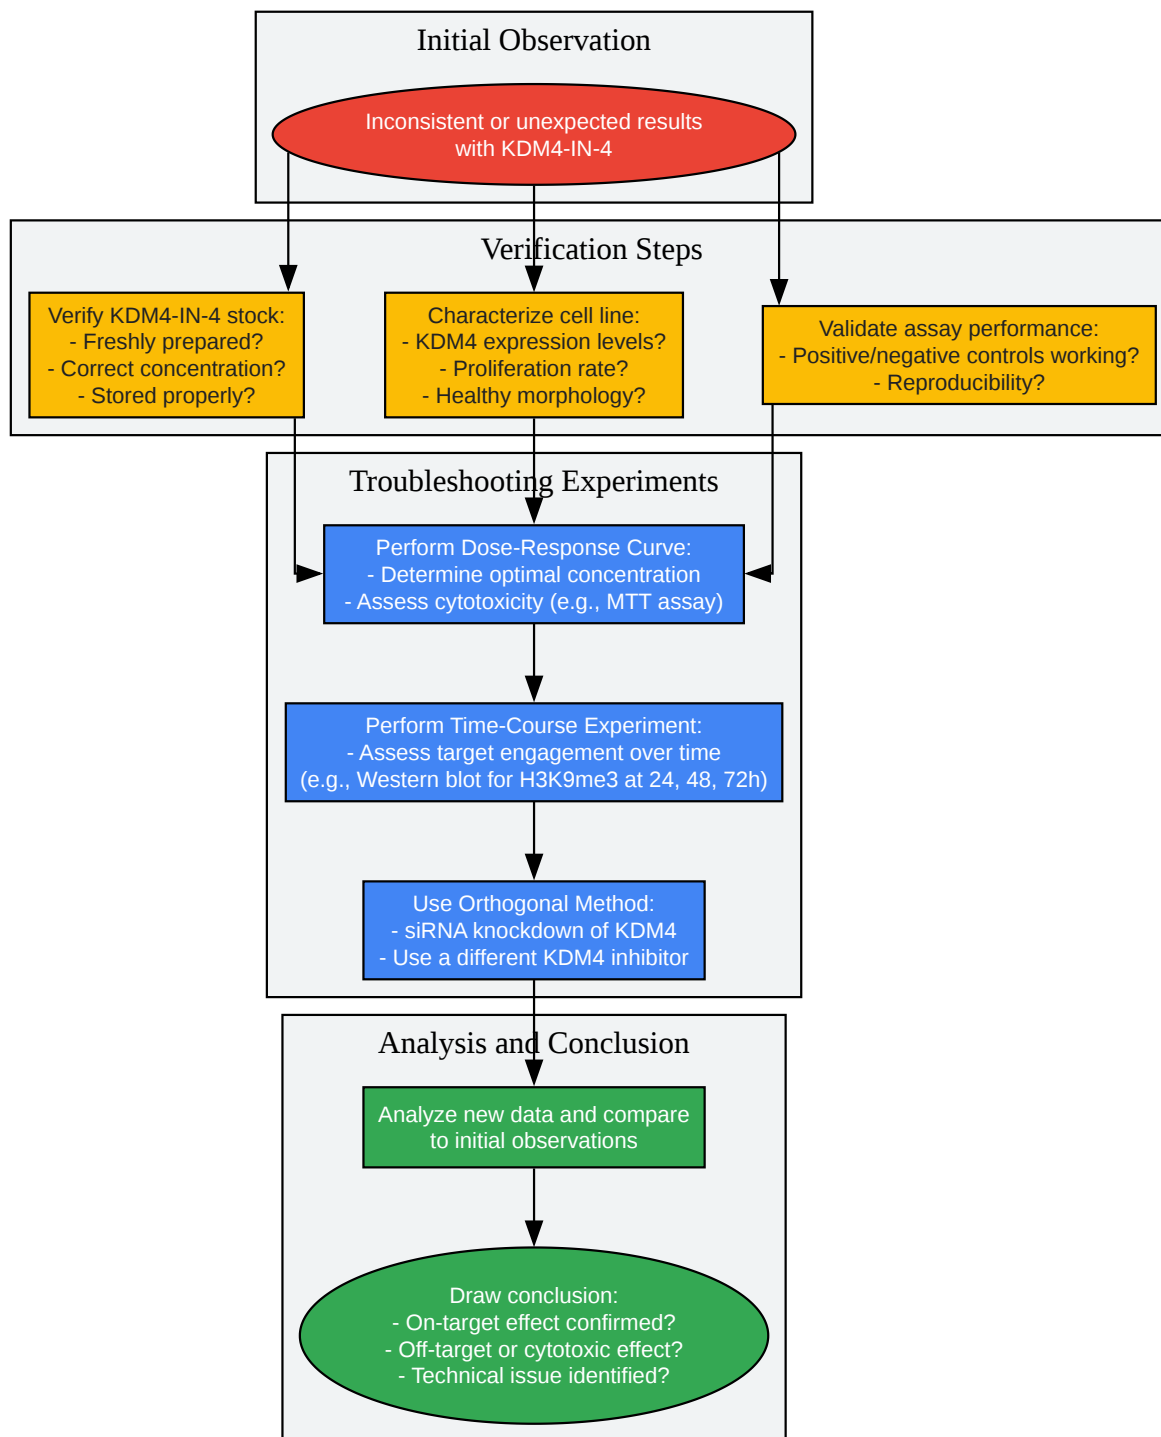 Initial Observation
Inconsistent or unexpected results
with KDM4-IN-4
Verification Steps
Verify KDM4-IN-4 stock:
- Freshly prepared?
- Correct concentration?
- Stored properly?
Characterize cell line:
- KDM4 expression levels?
- Proliferation rate?
- Healthy morphology?
Validate assay performance:
- Positive/negative controls working?
- Reproducibility?
Troubleshooting Experiments
Perform Dose-Response Curve:
- Determine optimal concentration
- Assess cytotoxicity (e.g., MTT assay)
Perform Time-Course Experiment:
- Assess target engagement over time
(e.g., Western blot for H3K9me3 at 24, 48, 72h)
Use Orthogonal Method:
- siRNA knockdown of KDM4
- Use a different KDM4 inhibitor
Analysis and Conclusion
Analyze new data and compare
to initial observations
Draw conclusion:
- On-target effect confirmed?
- Off-target or cytotoxic effect?
- Technical issue identified?